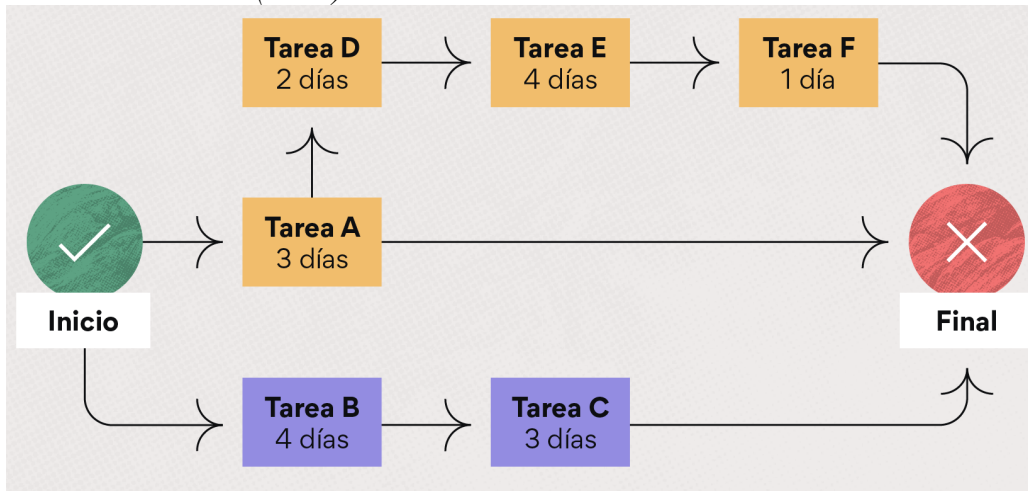 Tarea D
2 días
Tarea E
4 días
Tarea F
1 día
Tarea A
3 días
Inicio
Final
Tarea B
4 días
Tarea C
3 días